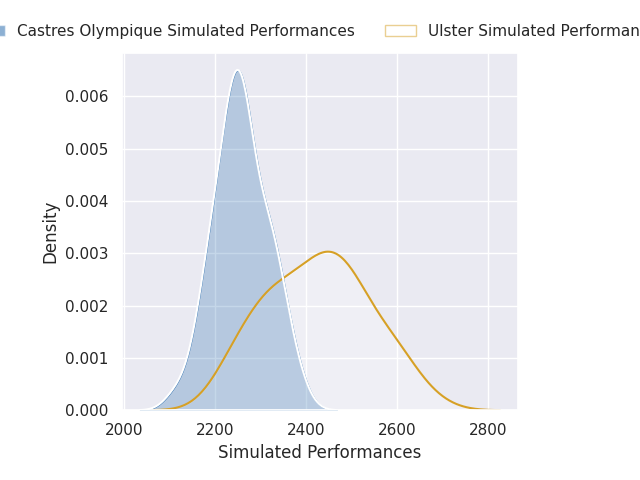 Castres Olympique Simulated Performances
Ulster Simulated Performan
0.006
0.005
0.004
0.003
0.002
0.001
0.000
Density
2000 2200 2400 2600 2800
Simulated Performances